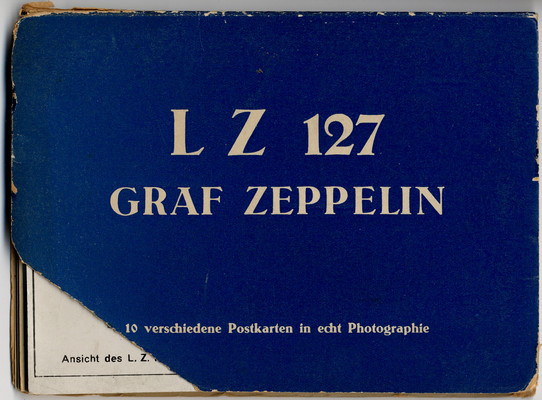 L Z 127
GRAF ZEPPELIN
10 verschiedene Postkarten in echt Photographie
Ansicht des L. Z.